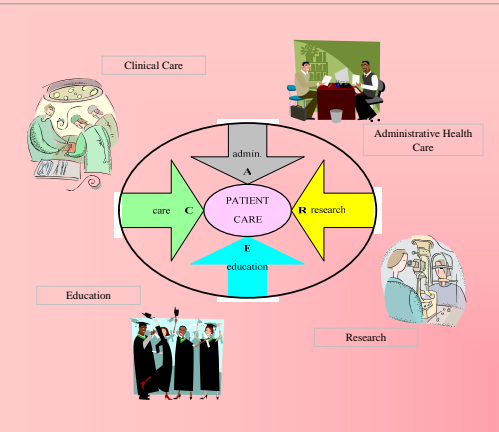 Clinical Care
Administrative Health
Care
admin.
A
care C
PATIENT
CARE
R research
E
education
Education
Research